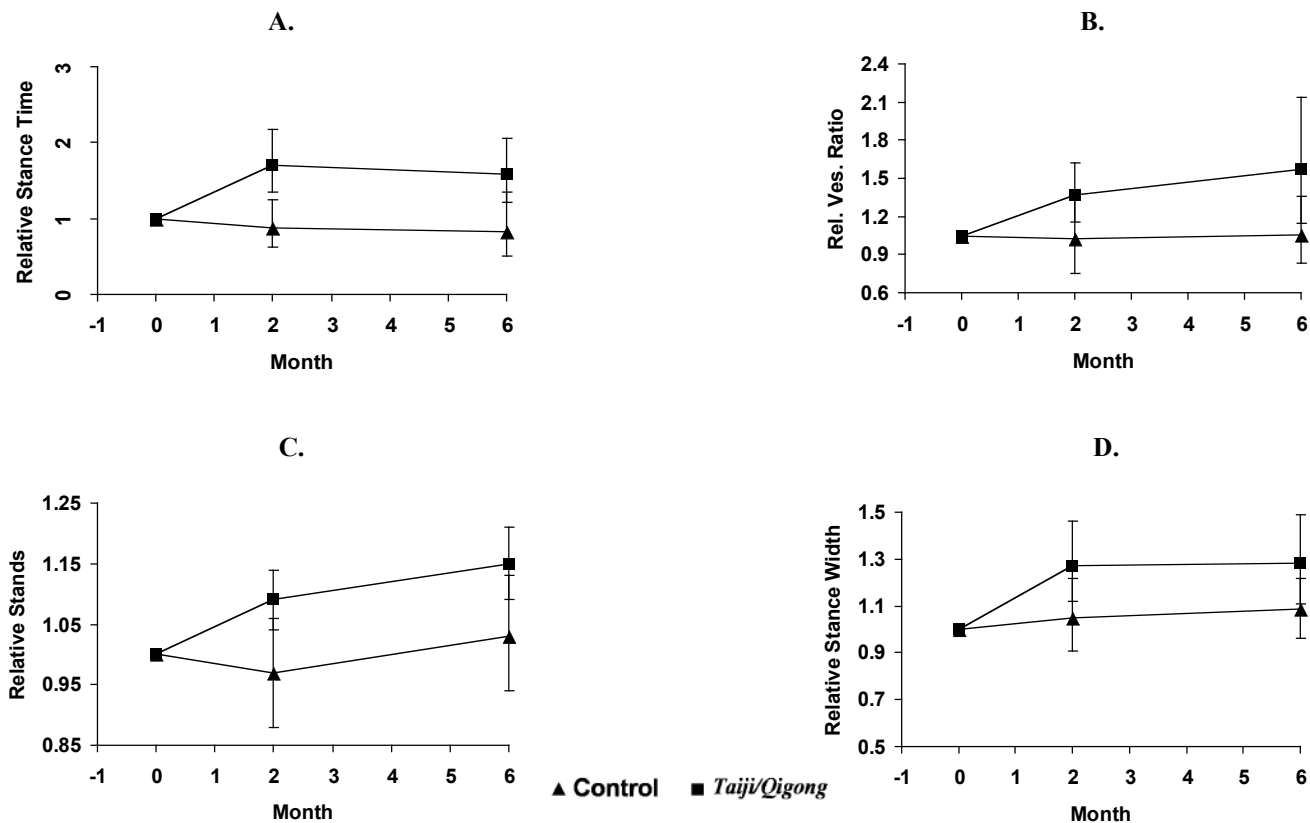 A.
3
2
1
0
Relative Stance Time
-1 0 1 2 3 4 5 6
Month
B.
2.4
2.1
1.8
1.5
1.2
0.9
0.6
Rel. Ves. Ratio
-1 0 1 2 3 4 5 6
Month
C.
1.25
1.15
1.05
0.95
0.85
Relative Stands
-1 0 1 2 3 4 5 6
Month
D.
1.5
1.3
1.1
0.9
0.7
0.5
Relative Stance Width
-1 0 1 2 3 4 5 6
Month
▲ Control ■ Taiji/Qigong